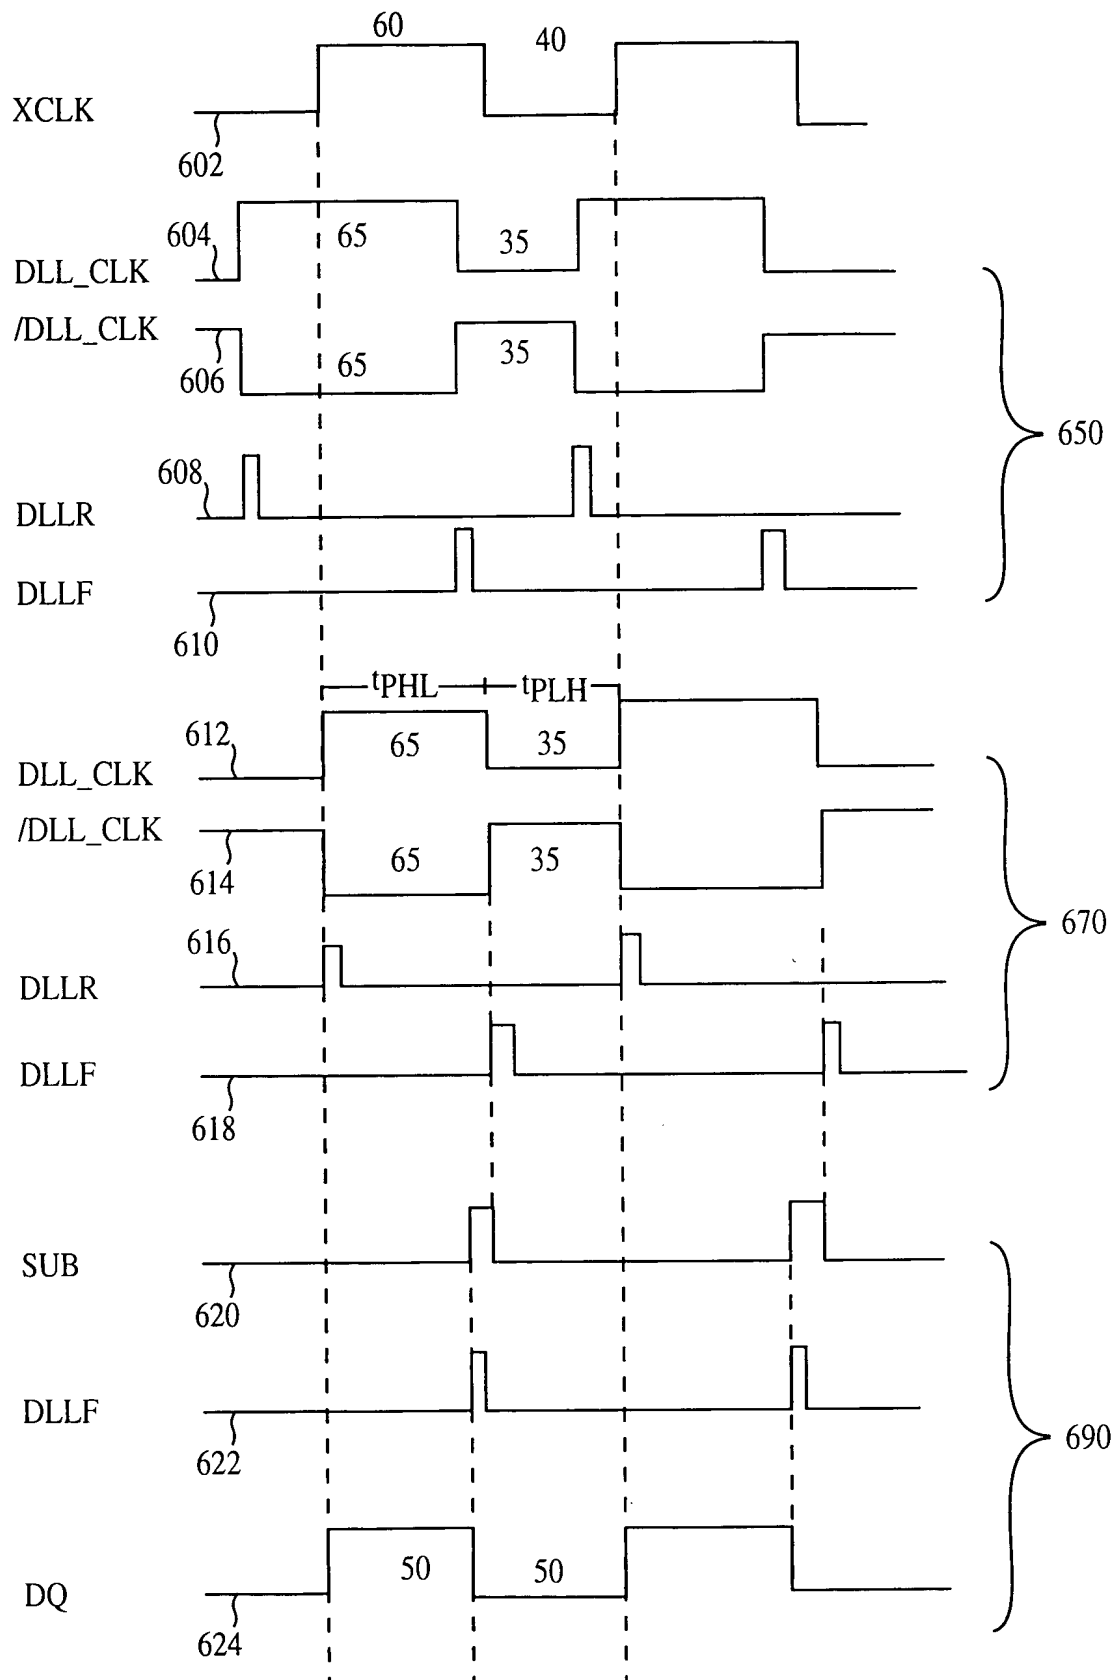 60 40
XCLK
602
604 65 35
DLL_CLK
/DLL_CLK
606 65 35
650
608
DLLR
DLLF
610
tPHL tPLH
612 65 35
DLL_CLK
/DLL_CLK
614 65 35
670
616
DLLR
DLLF
618
SUB
620
DLLF
622
690
DQ 50 50
624